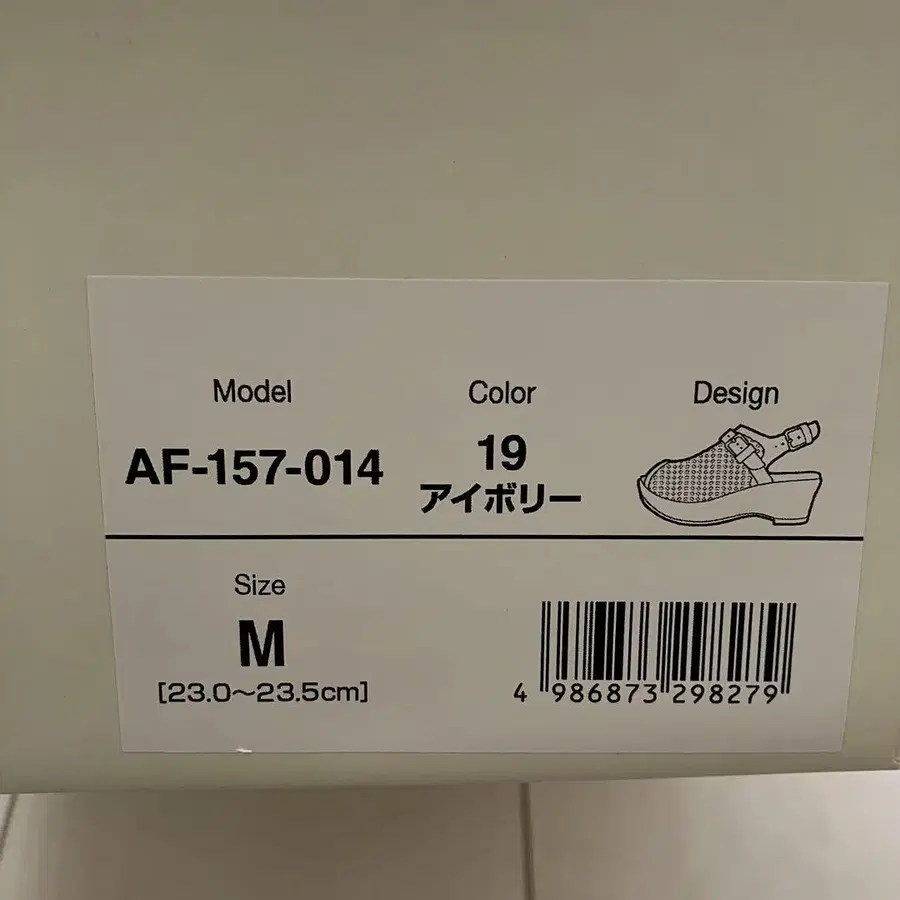 Model
AF-157-014
Color
19
アイボリー
Design
Size
M
[23.0～23.5cm]
4 986873 298279